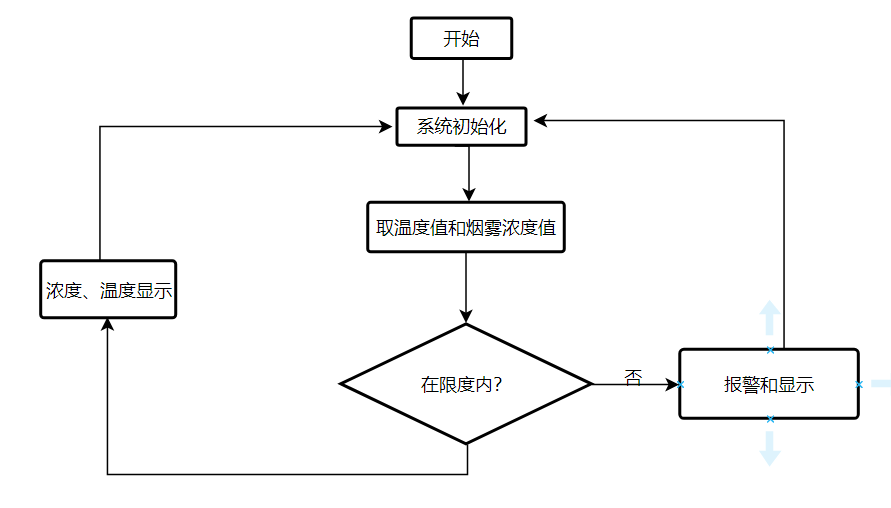 开始
系统初始化
取温度值和烟雾浓度值
浓度、温度显示
在限度内?
否
报警和显示